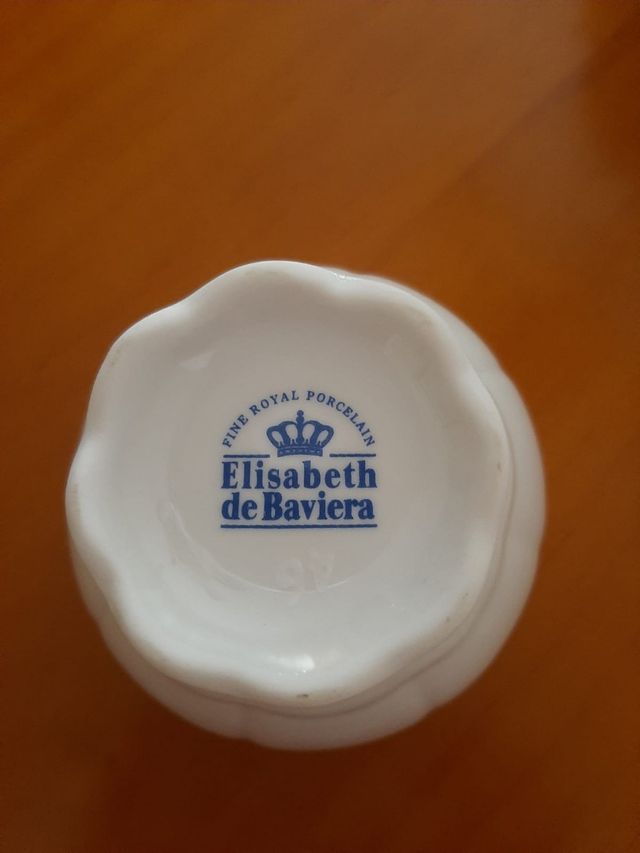 FINE ROYAL PORCELAIN
Elisabeth
de Baviera